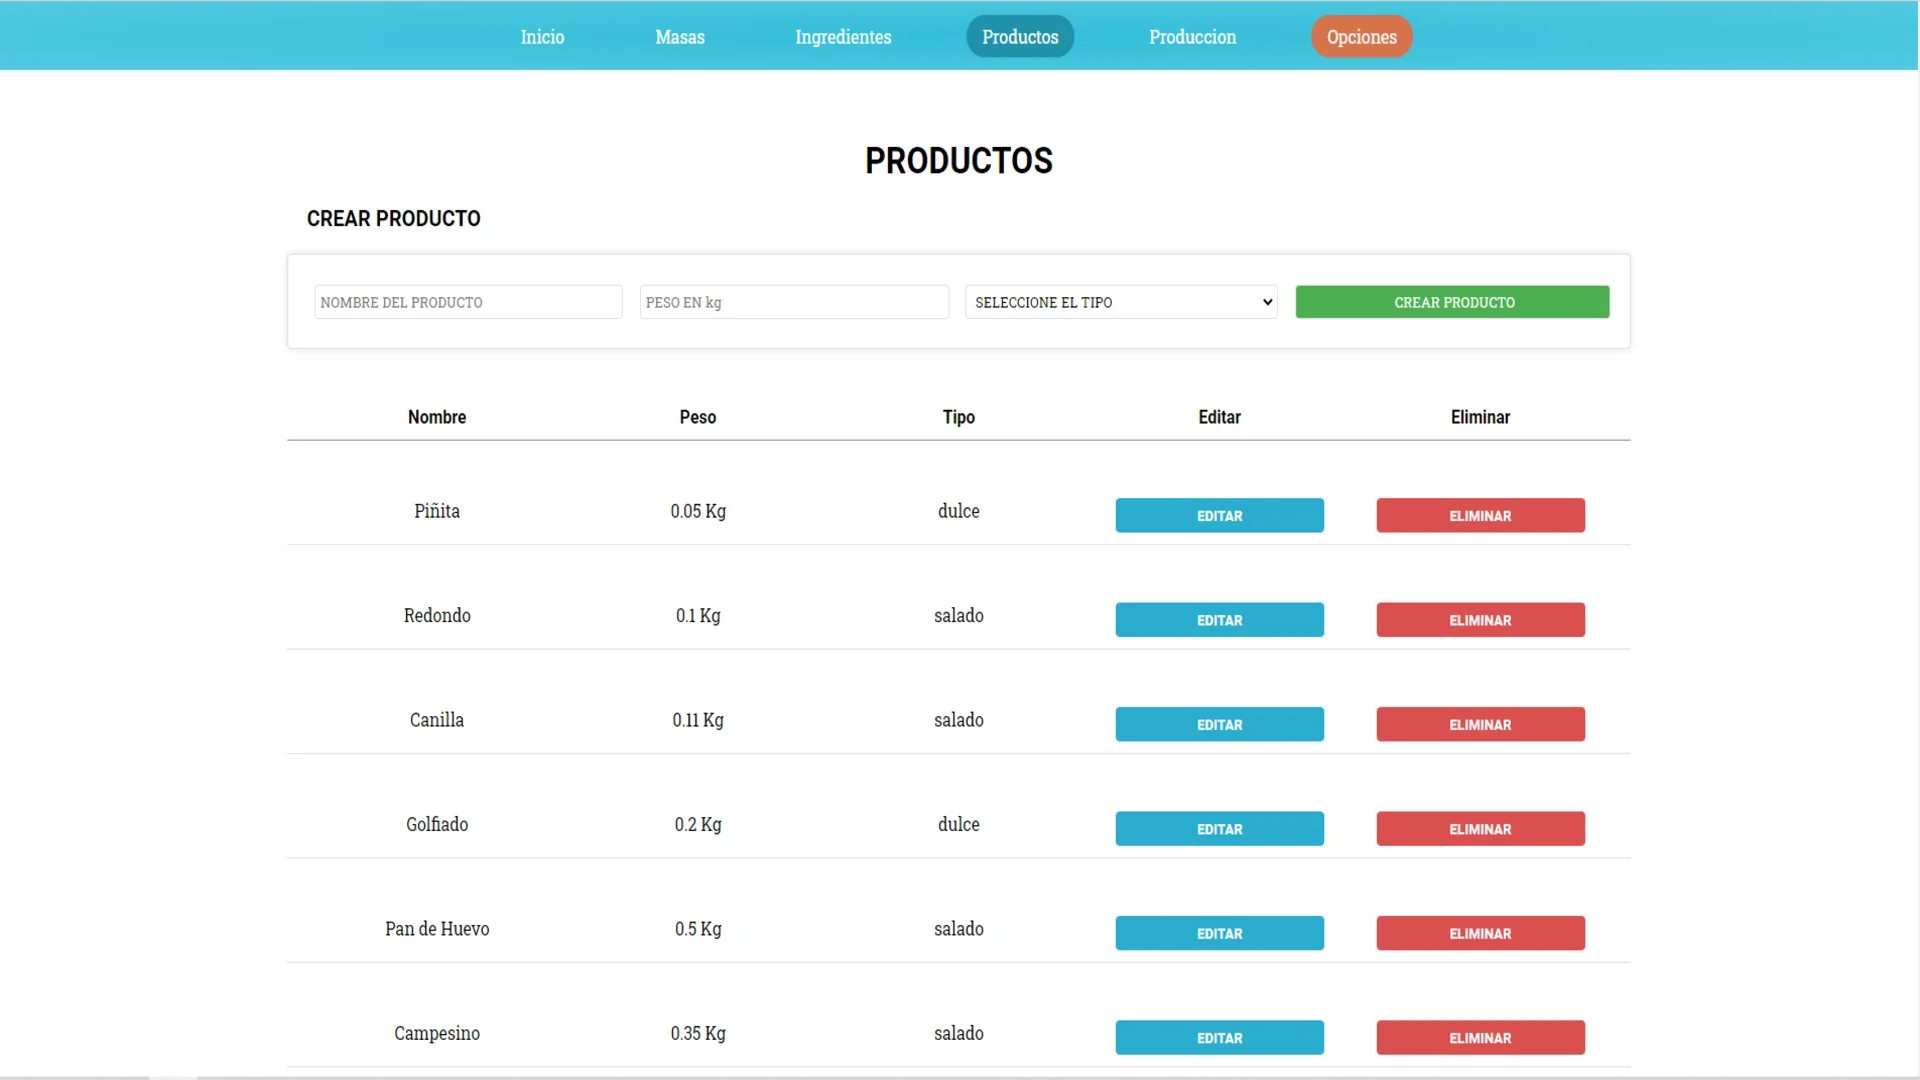 Inicio Masas Ingredientes Productos Produccion Opciones
PRODUCTOS
CREAR PRODUCTO
NOMBRE DEL PRODUCTO PESO EN kg SELECCIONE EL TIPO CREAR PRODUCTO
Nombre Peso Tipo Editar Eliminar
Piñita 0.05 Kg dulce EDITAR ELIMINAR
Redondo 0.1 Kg salado EDITAR ELIMINAR
Canilla 0.11 Kg salado EDITAR ELIMINAR
Golfiado 0.2 Kg dulce EDITAR ELIMINAR
Pan de Huevo 0.5 Kg salado EDITAR ELIMINAR
Campesino 0.35 Kg salado EDITAR ELIMINAR